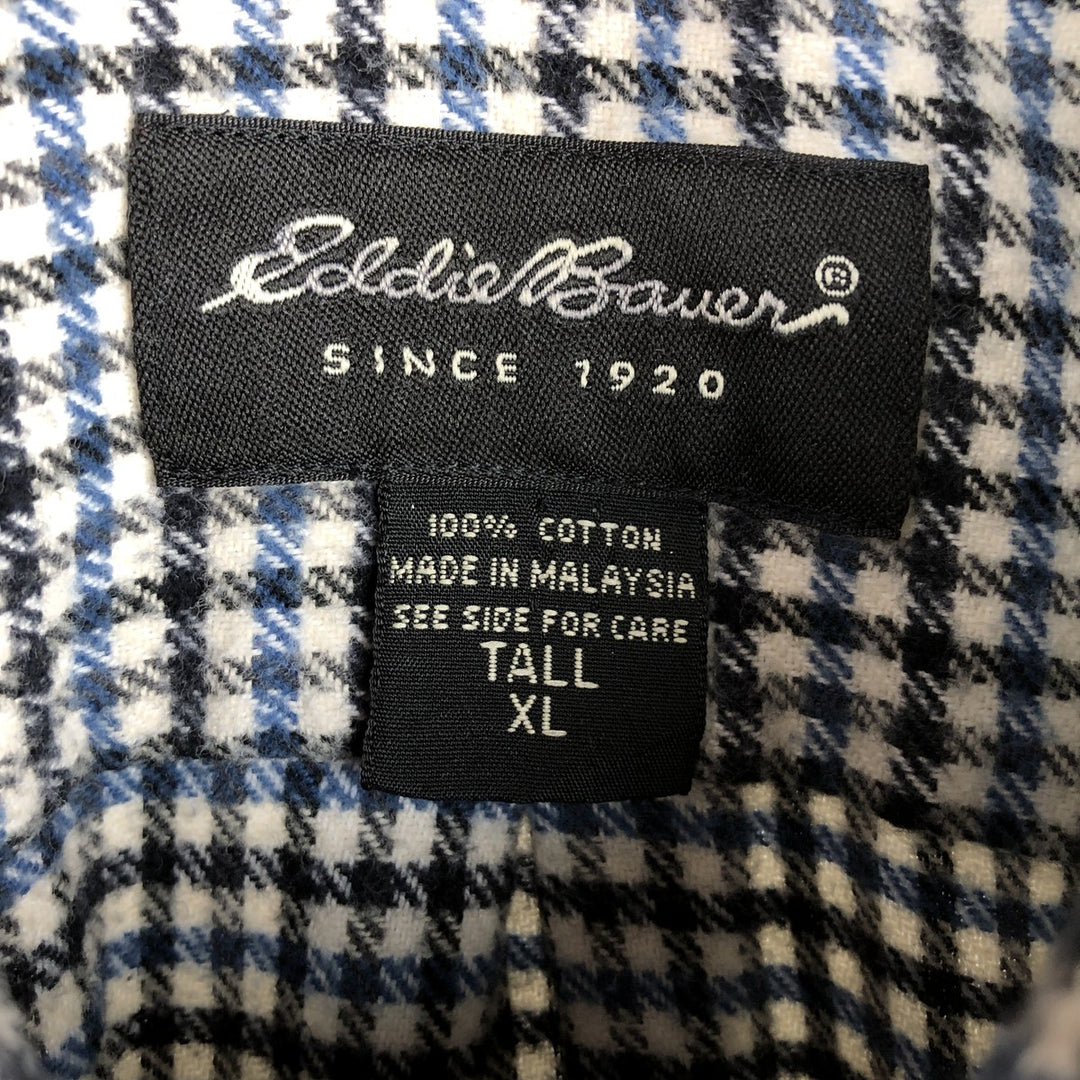 Eddie Bauer®
SINCE 1920
100% COTTON
MADE IN MALAYSIA
SEE SIDE FOR CARE
TALL
XL